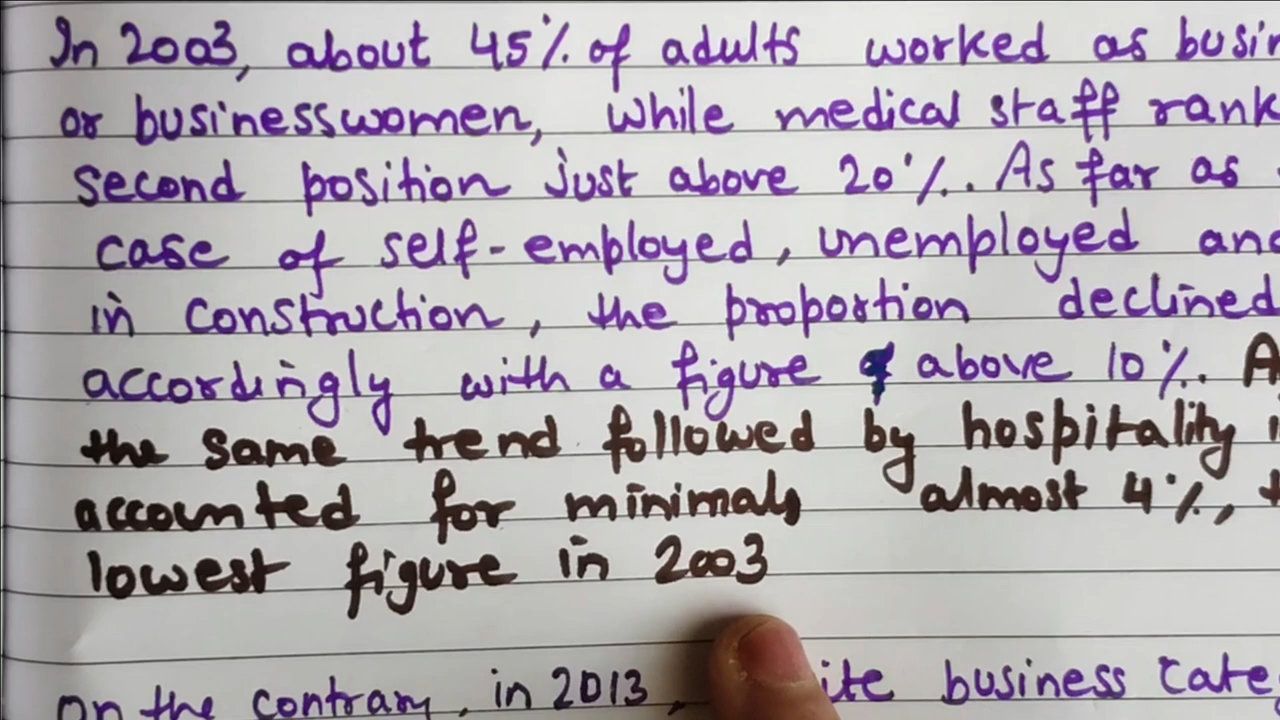 In 2003, about 45% of adults worked as busin
or businesswomen, while medical staff rank
second position just above 20%. As far as
case of self-employed, unemployed and
in construction, the proportion declined
accordingly with a figure above 10%. A
the same trend followed by hospitality i
accounted for minimal, almost 4%, t
lowest figure in 2003
on the contrary, in 2013, ite business categ